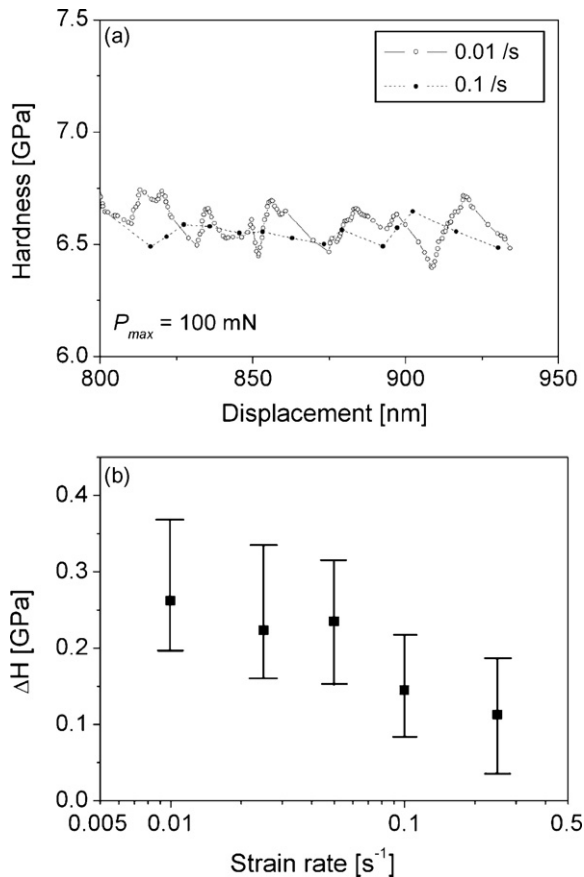 (a)
0.01 /s
0.1 /s
7.5
7.0
6.5
6.0
Hardness [GPa]
P_max = 100 mN
800 850 900 950
Displacement [nm]
(b)
0.4
0.3
0.2
0.1
0.0
ΔH [GPa]
0.005 0.01 0.1 0.5
Strain rate [s⁻¹]